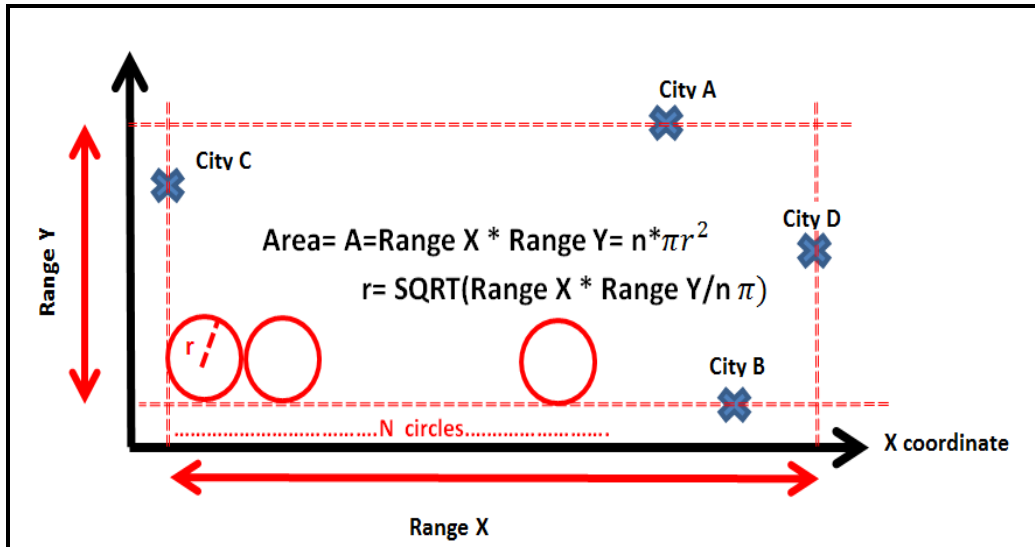 City A
City C
City D
Range Y
Area= A=Range X * Range Y= n*𝜋𝑟²
r= SQRT(Range X * Range Y/n 𝜋)
r
City B
...................................N circles.........................
X coordinate
Range X